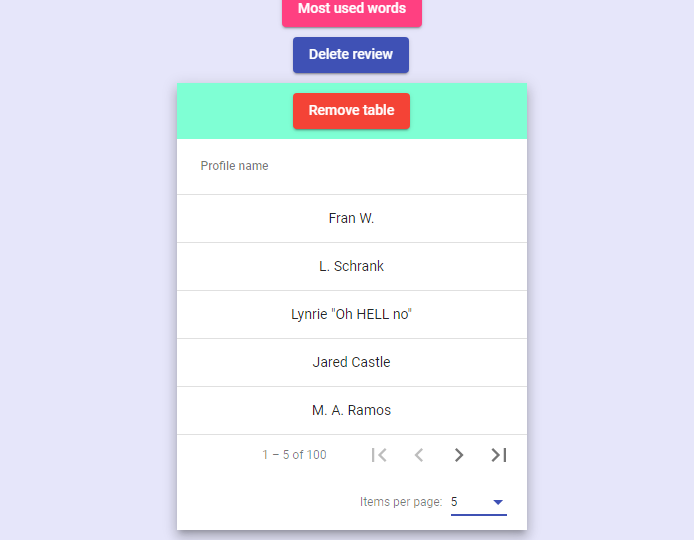 Most used words
Delete review
Remove table
Profile name
Fran W.
L. Schrank
Lynrie "Oh HELL no"
Jared Castle
M. A. Ramos
1 – 5 of 100
Items per page: 5